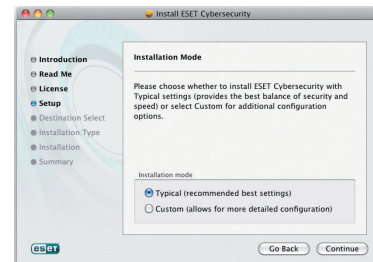 Install ESET Cybersecurity
Introduction
Read Me
License
Setup
Destination Select
Installation Type
Installation
Summary
Installation Mode
Please choose whether to install ESET Cybersecurity with
Typical settings (provides the best balance of security and
speed) or select Custom for additional configuration
options.
Installation mode
Typical (recommended best settings)
Custom (allows for more detailed configuration)
eset
Go Back
Continue